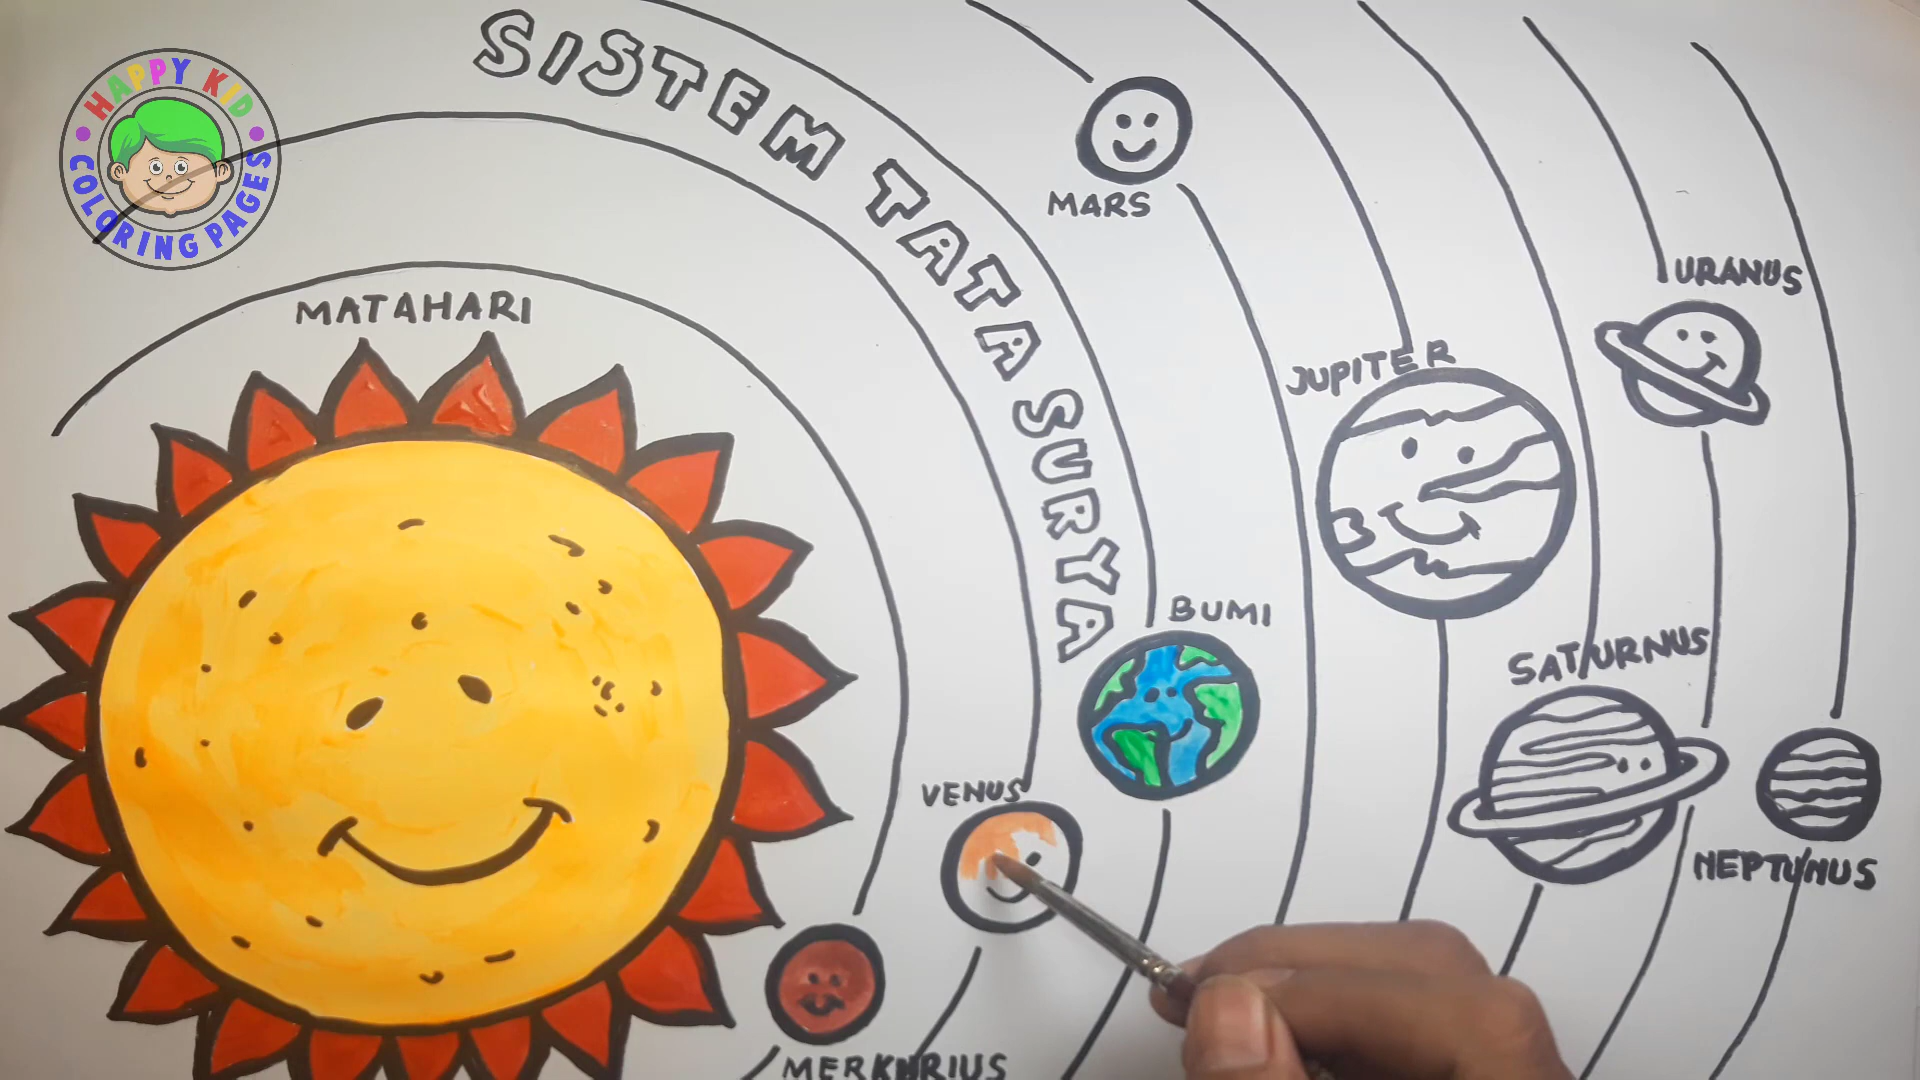 HAPPY KID
COLORING PAGES
SISTEM TATA SURYA
MATAHARI
MARS
URANUS
JUPITER
BUMI
SATURNUS
VENUS
NEPTUNUS
MERKURIUS